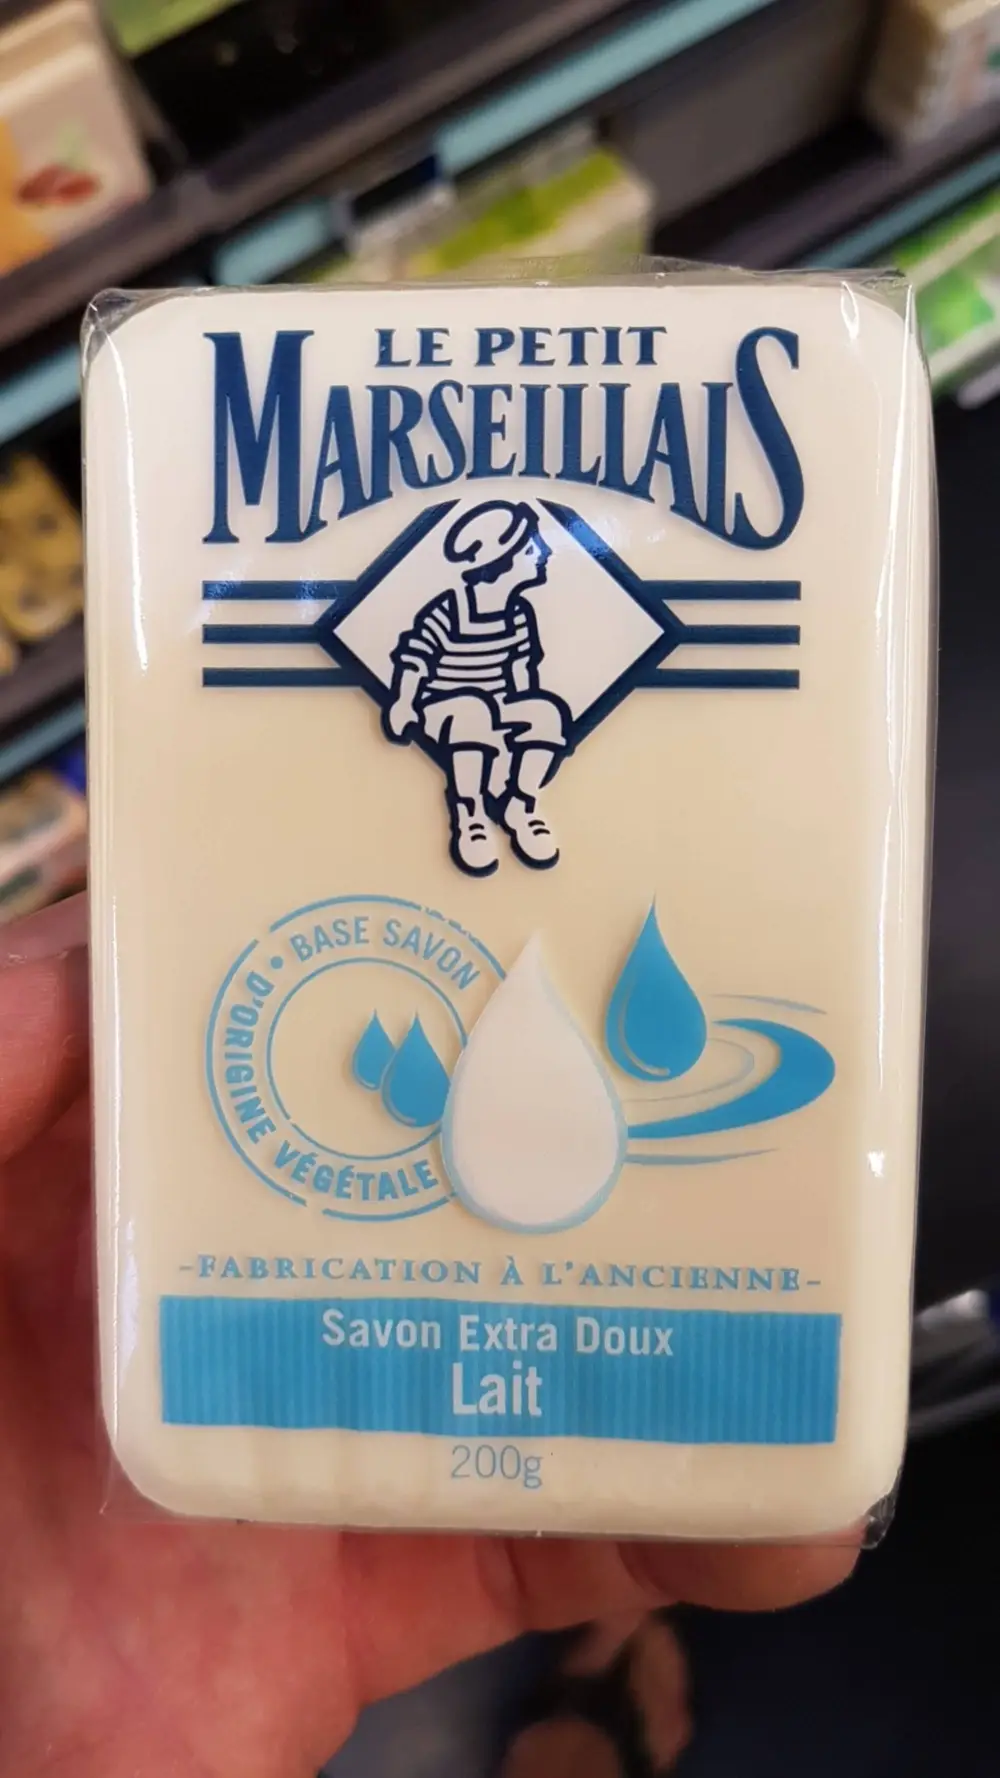 LE PETIT
MARSEILLAIS
• BASE SAVON
D'ORIGINE VÉGÉTALE
-FABRICATION À L'ANCIENNE-
Savon Extra Doux
Lait
200g